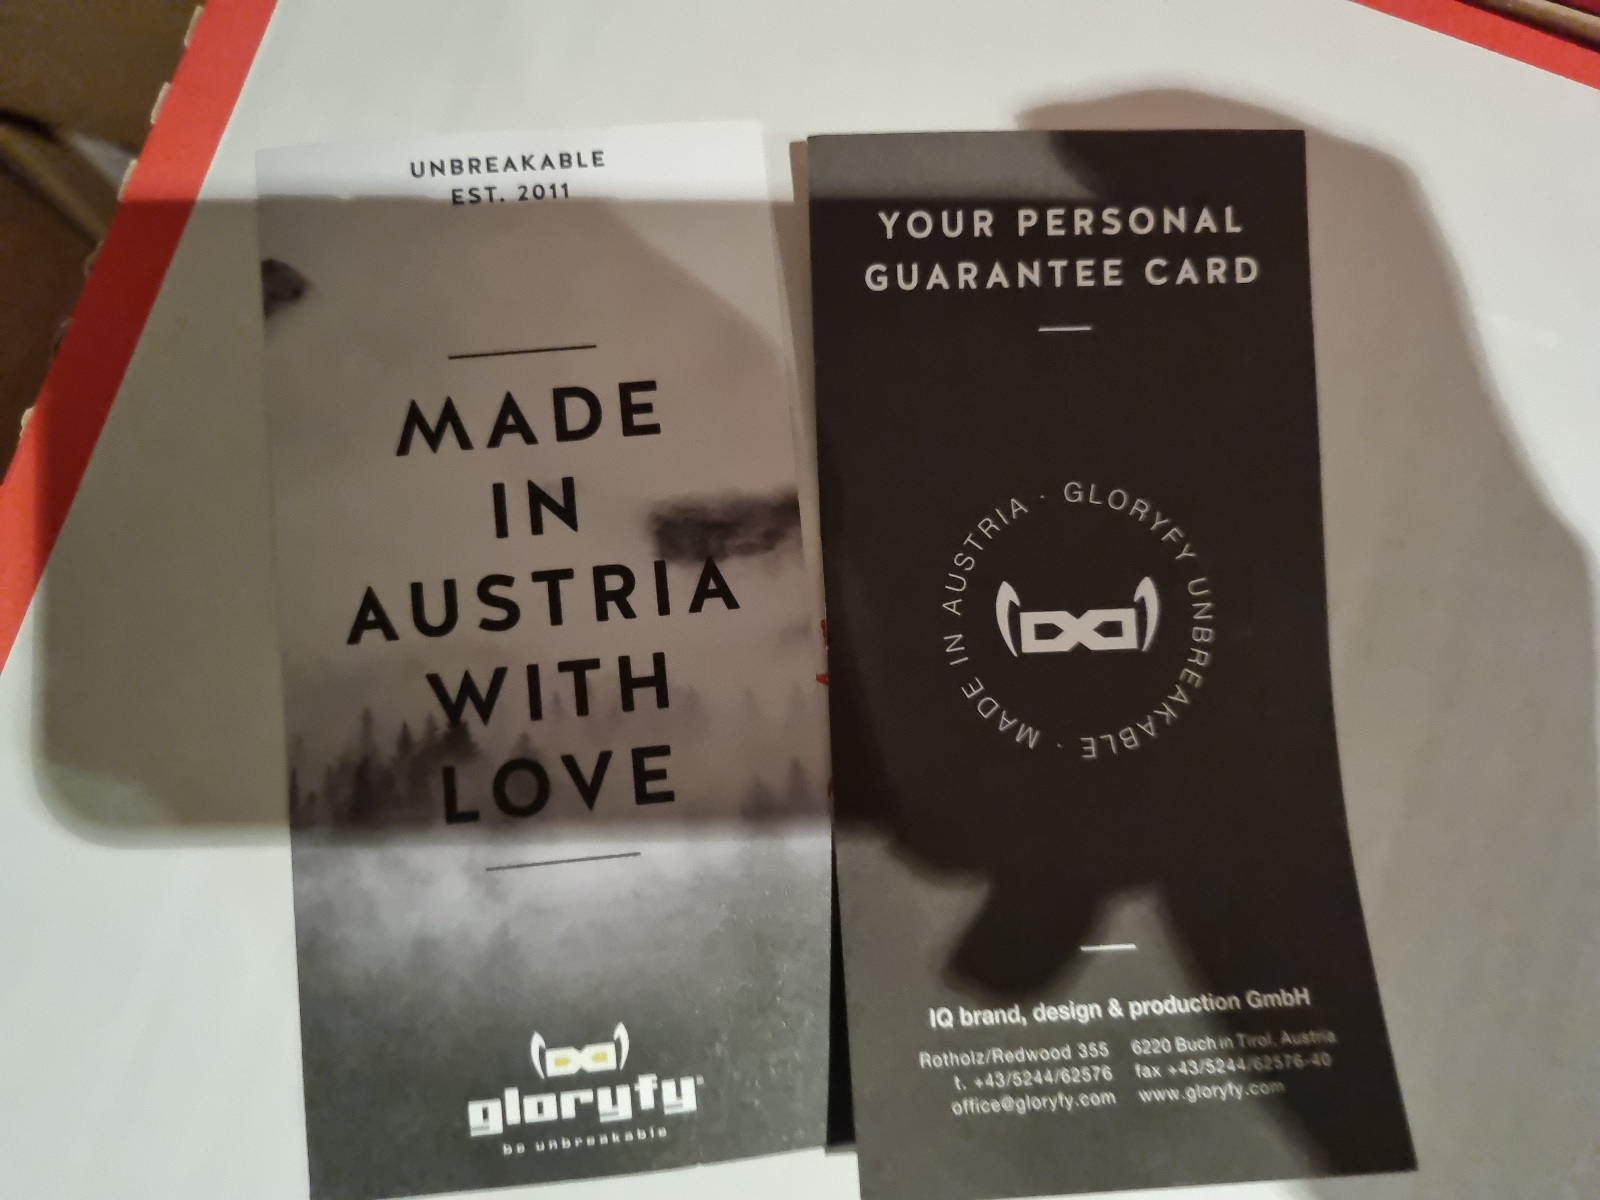 UNBREAKABLE
EST. 2011
MADE
IN
AUSTRIA
WITH
LOVE
gloryfy
be unbreakable
YOUR PERSONAL
GUARANTEE CARD
MADE IN AUSTRIA · GLORYFY UNBREAKABLE ·
IQ brand, design & production GmbH
Rotholz/Redwood 355 6220 Buch in Tirol, Austria
t. +43/5244/62576 fax +43/5244/62576-40
office@gloryfy.com www.gloryfy.com